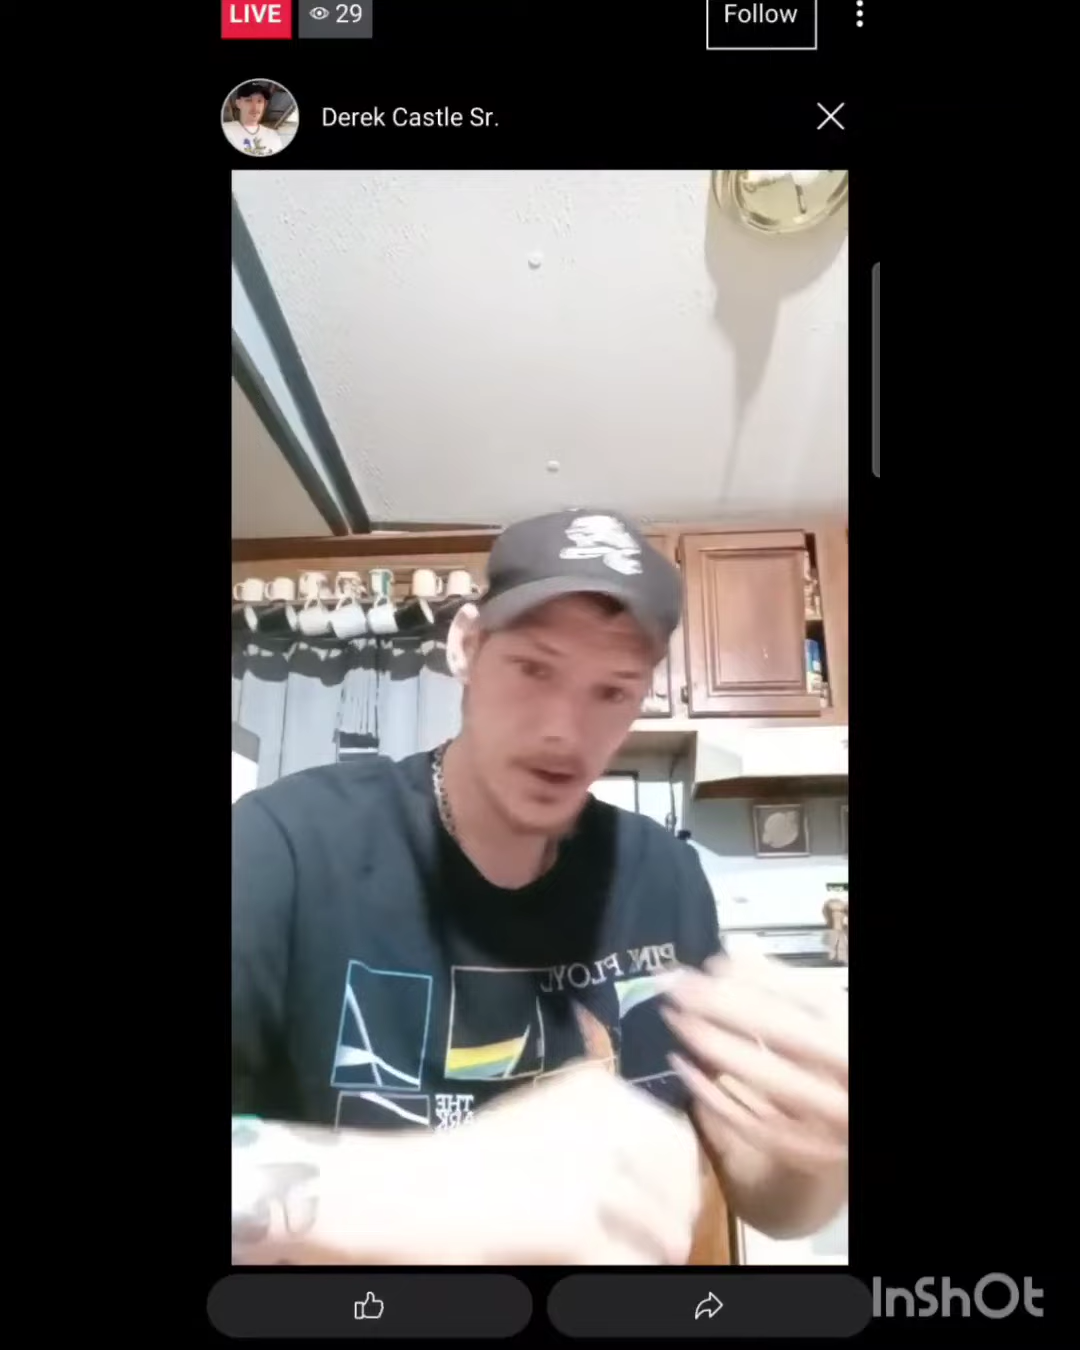 LIVE 29 Follow
Derek Castle Sr.
PINK FLOYD
THE
InShOt